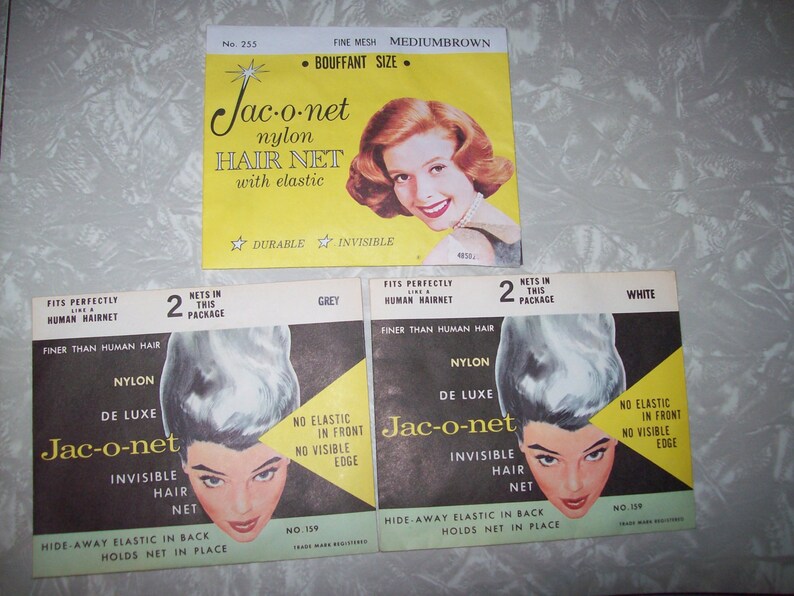 No. 255 FINE MESH MEDIUMBROWN
• BOUFFANT SIZE •
Jac·o·net
nylon
HAIR NET
with elastic
☆ DURABLE ☆ INVISIBLE
FITS PERFECTLY
LIKE A
HUMAN HAIRNET
2 NETS IN
THIS
PACKAGE
GREY
FINER THAN HUMAN HAIR
NYLON
DE LUXE
Jac-o-net
INVISIBLE
HAIR
NET
NO ELASTIC
IN FRONT
NO VISIBLE
EDGE
HIDE-AWAY ELASTIC IN BACK
HOLDS NET IN PLACE
NO. 159
TRADE MARK REGISTERED
FITS PERFECTLY
LIKE A
HUMAN HAIRNET
2 NETS IN
THIS
PACKAGE
WHITE
FINER THAN HUMAN HAIR
NYLON
DE LUXE
Jac-o-net
INVISIBLE
HAIR
NET
NO ELASTIC
IN FRONT
NO VISIBLE
EDGE
HIDE-AWAY ELASTIC IN BACK
HOLDS NET IN PLACE
NO. 159
TRADE MARK REGISTERED